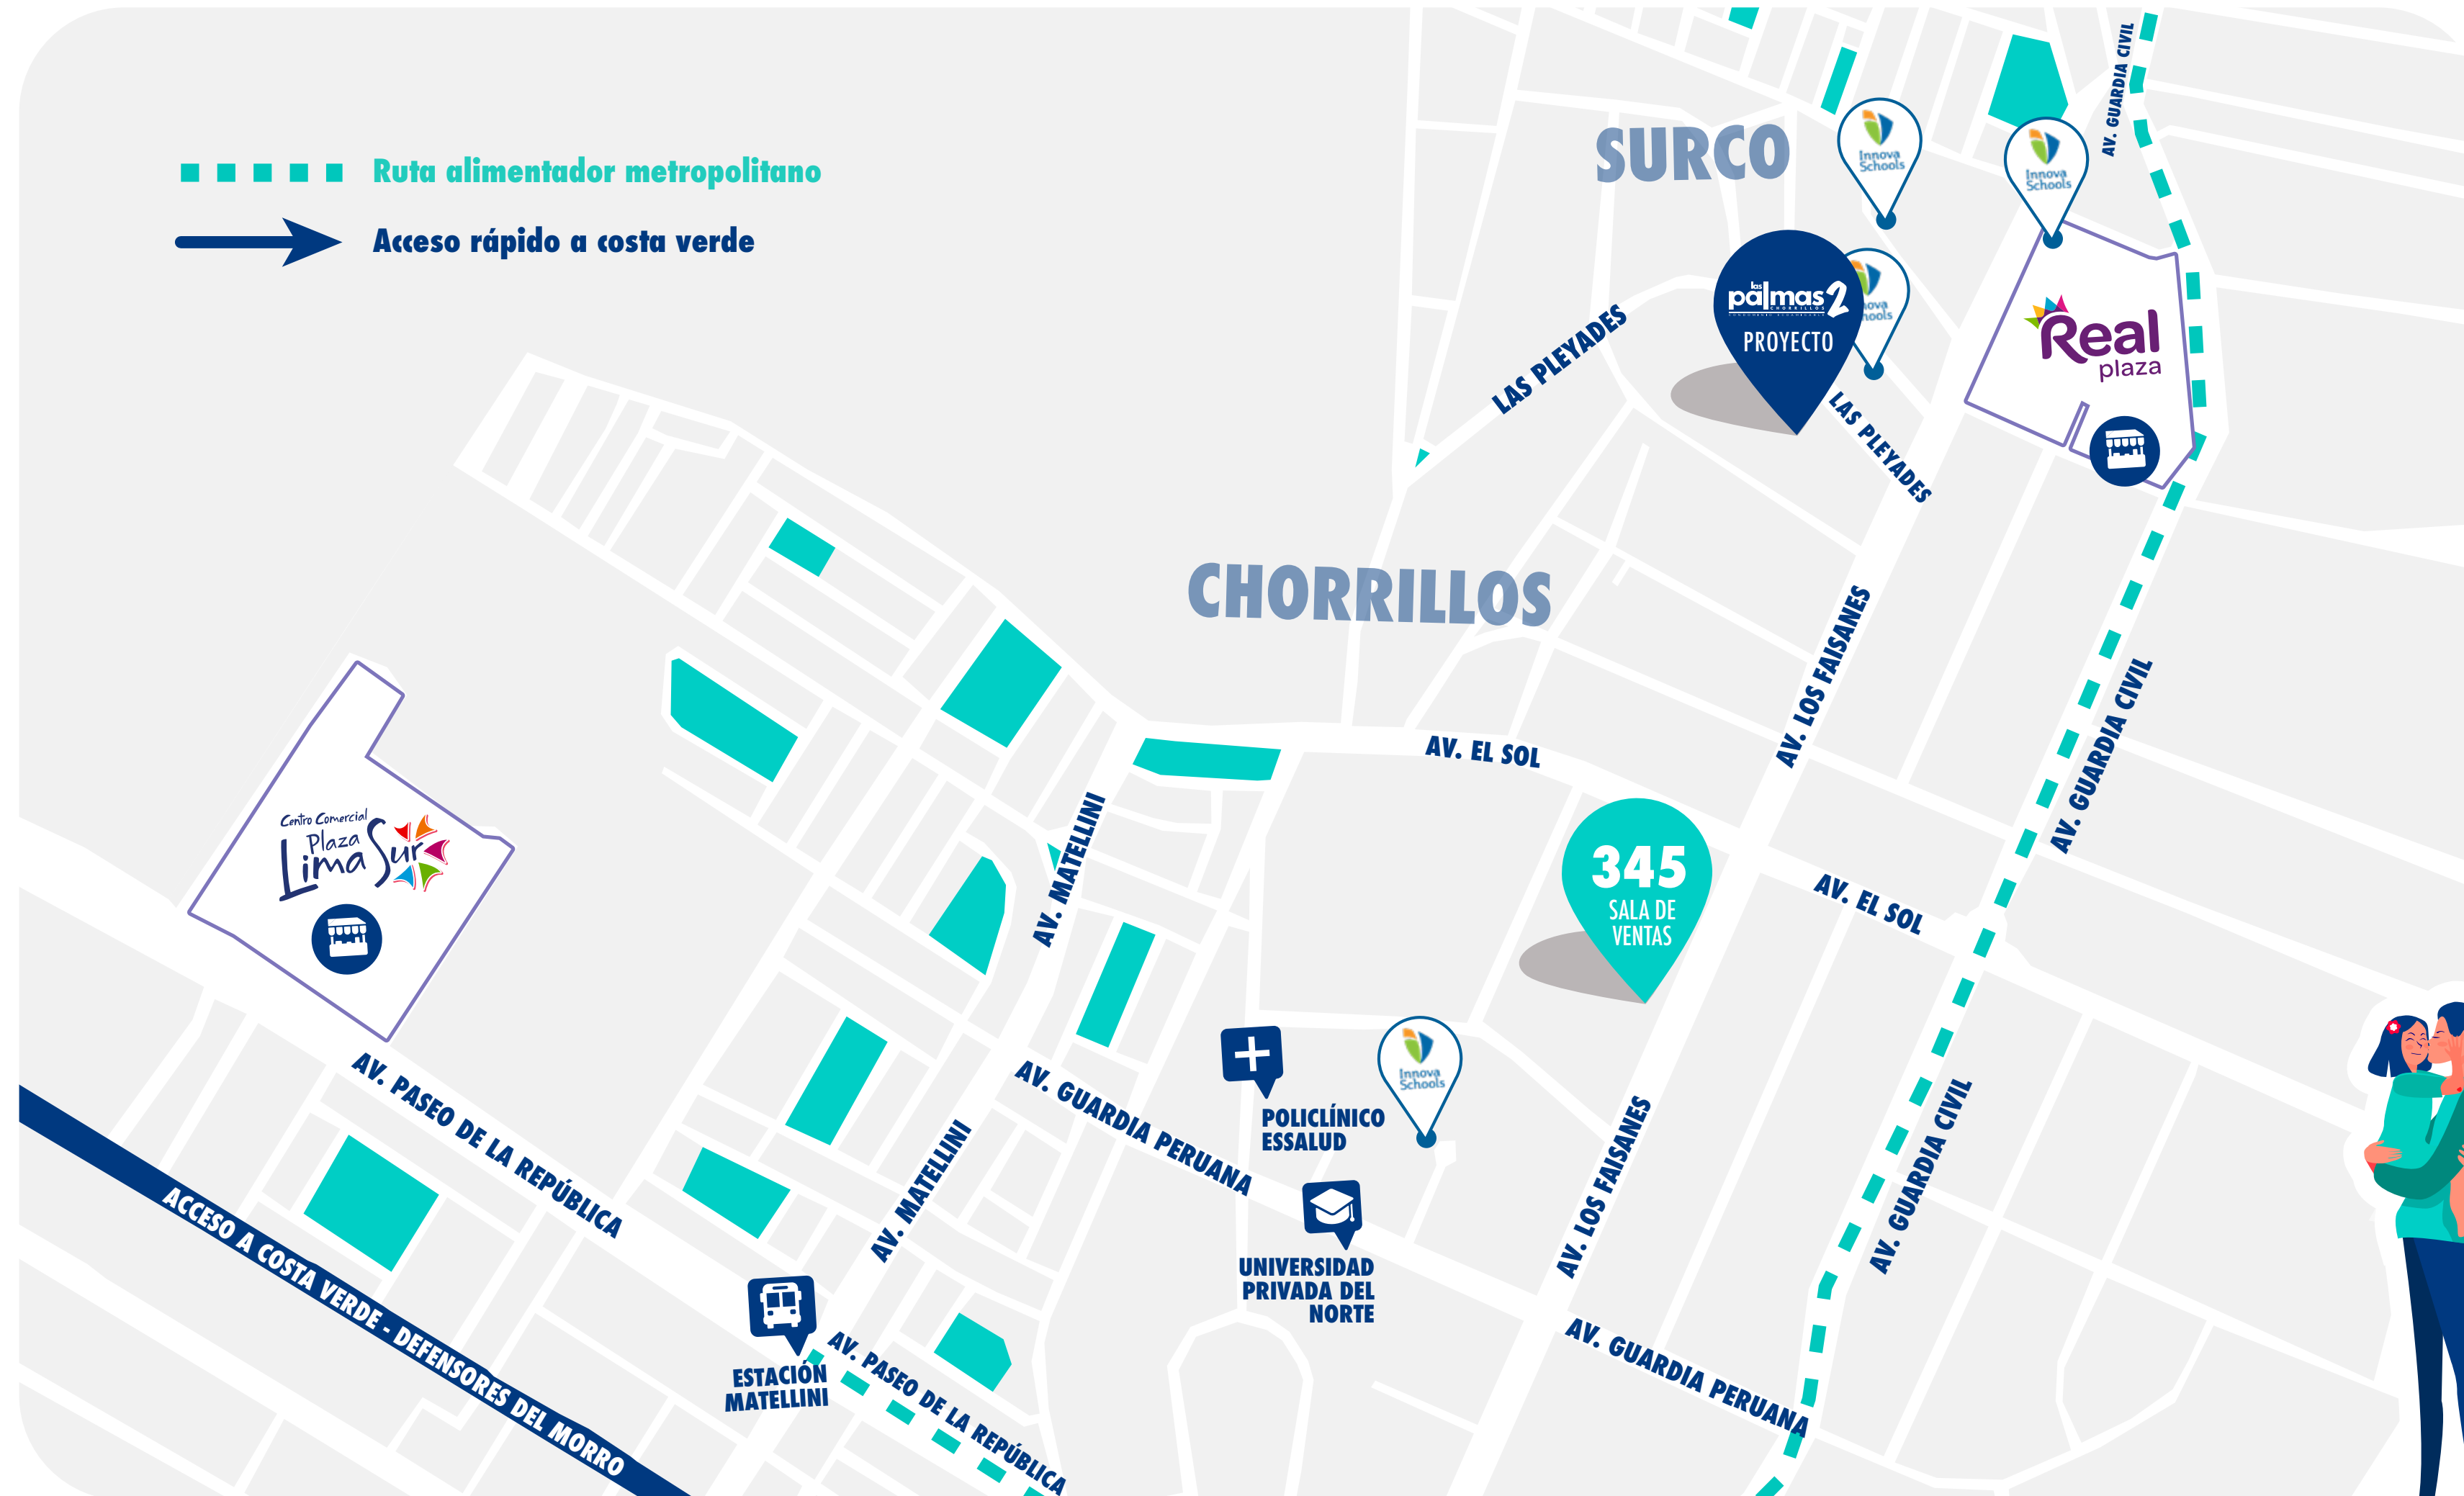 AV. GUARDIA CIVIL
SURCO
Innova
Schools
Innova
Schools
Ruta alimentador metropolitano
Acceso rápido a costa verde
las
palmas 2
CHORRILLOS
PROYECTO
nova
hools
Real
plaza
LAS PLEYADES
LAS PLEYADES
CHORRILLOS
AV. LOS FAISANES
AV. GUARDIA CIVIL
AV. EL SOL
Centro Comercial
Plaza
Lima Sur
AV. MATELLINI
345
SALA DE
VENTAS
AV. EL SOL
Innova
Schools
AV. PASEO DE LA REPÚBLICA
AV. GUARDIA PERUANA
POLICLÍNICO
ESSALUD
AV. MATELLINI
AV. LOS FAISANES
AV. GUARDIA CIVIL
ACCESO A COSTA VERDE - DEFENSORES DEL MORRO
UNIVERSIDAD
PRIVADA DEL
NORTE
ESTACIÓN
MATELLINI
AV. PASEO DE LA REPÚBLICA
AV. GUARDIA PERUANA